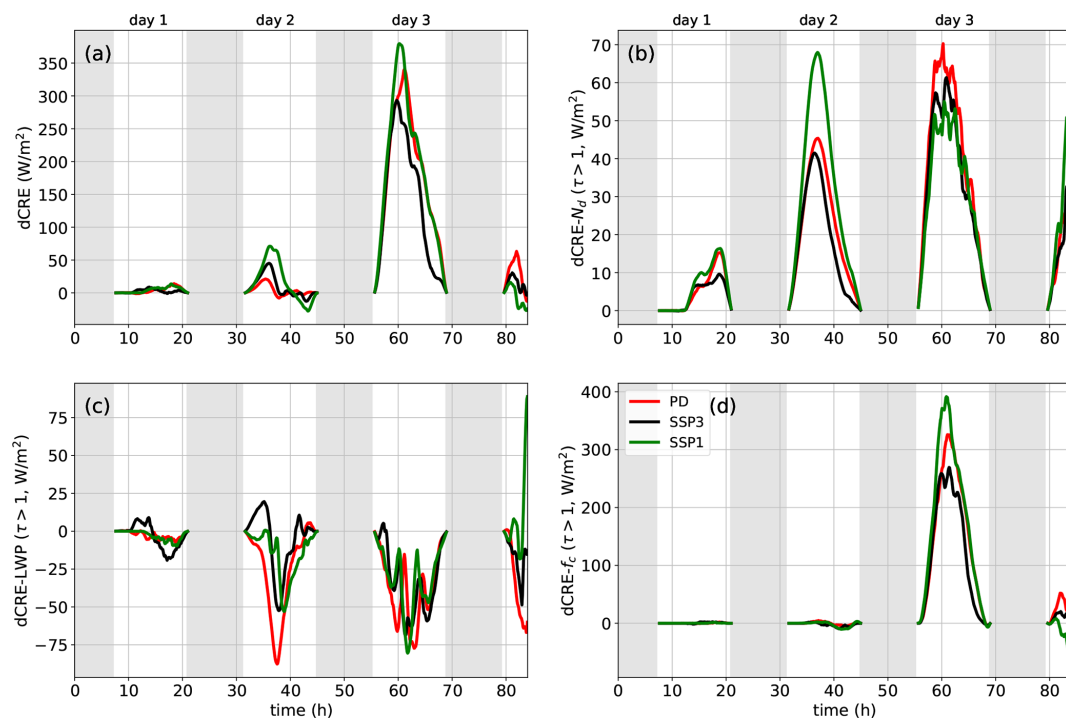 day 1 day 2 day 3
day 1 day 2 day 3
(a)
dCRE (W/m²)
350
300
250
200
150
100
50
0
0 10 20 30 40 50 60 70 80
(b)
dCRE-N_d (τ > 1, W/m²)
70
60
50
40
30
20
10
0
0 10 20 30 40 50 60 70 80
(c)
dCRE-LWP (τ > 1, W/m²)
75
50
25
0
−25
−50
−75
0 10 20 30 40 50 60 70 80
time (h)
(d)
PD
SSP3
SSP1
dCRE-f_c (τ > 1, W/m²)
400
300
200
100
0
0 10 20 30 40 50 60 70 80
time (h)